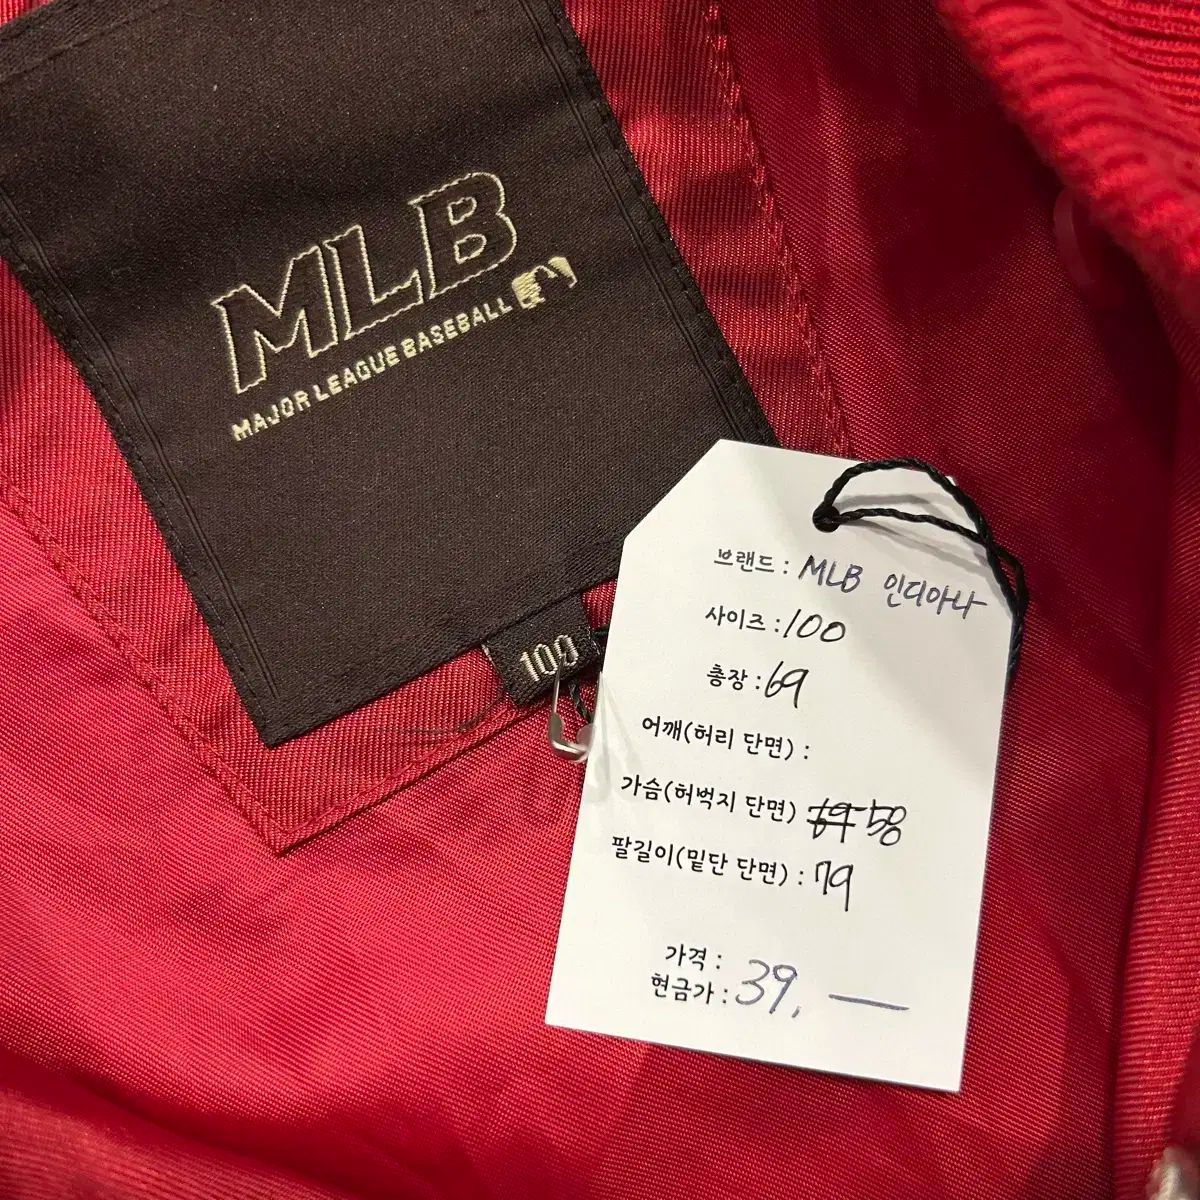 MLB
MAJOR LEAGUE BASEBALL
100
브랜드 : MLB 인디아나
사이즈 : 100
총장 : 69
어깨(허리 단면) :
가슴(허벅지 단면) 69 58
팔길이(밑단 단면) : 79
가격 :
현금가 : 39, —